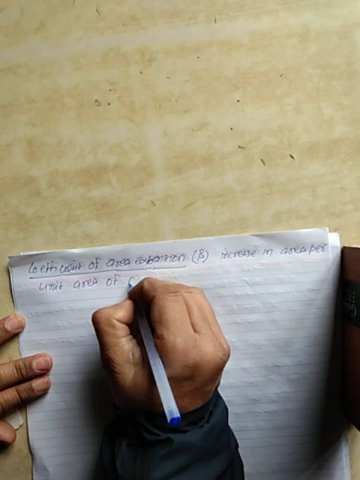 Coefficient of area expansion (β) increase in area per
unit area of